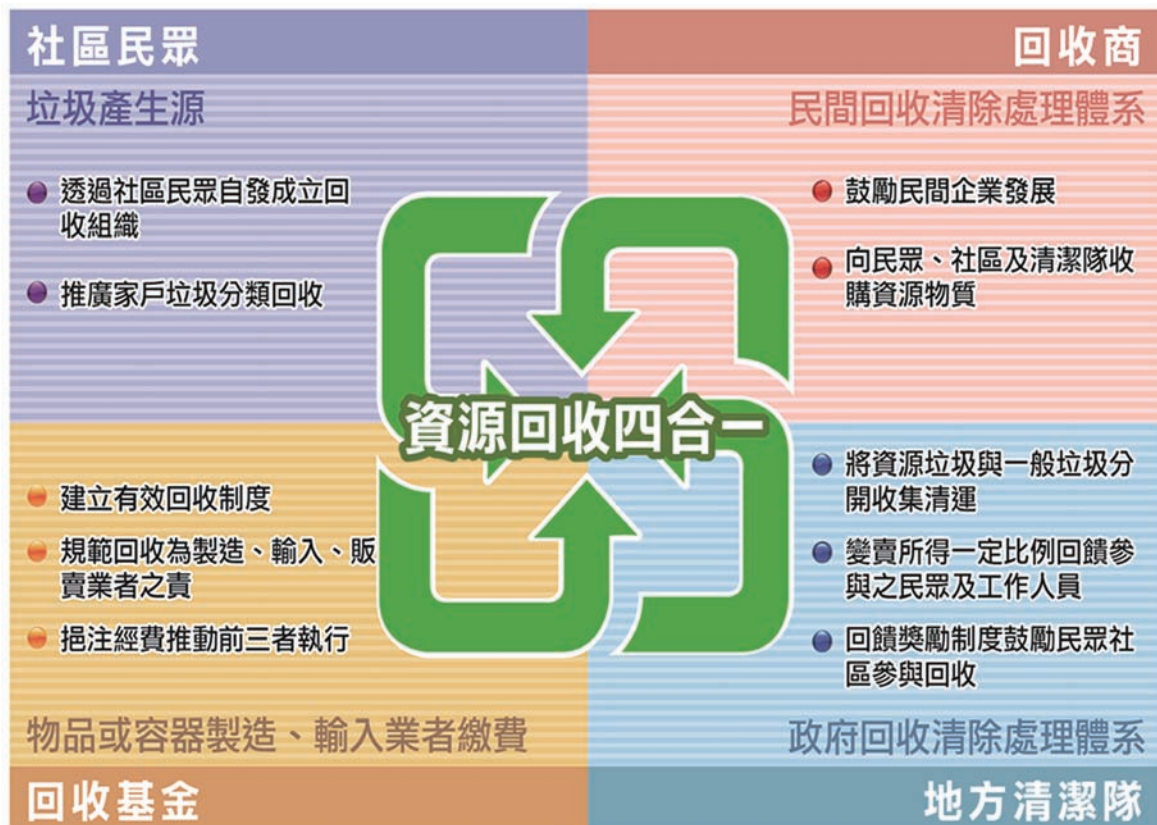 社區民眾
垃圾產生源
透過社區民眾自發成立回
收組織
推廣家戶垃圾分類回收
回收商
民間回收清除處理體系
鼓勵民間企業發展
向民眾、社區及清潔隊收
購資源物質
資源回收四合一
建立有效回收制度
規範回收為製造、輸入、販
賣業者之責
挹注經費推動前三者執行
物品或容器製造、輸入業者繳費
回收基金
將資源垃圾與一般垃圾分
開收集清運
變賣所得一定比例回饋參
與之民眾及工作人員
回饋獎勵制度鼓勵民眾社
區參與回收
政府回收清除處理體系
地方清潔隊